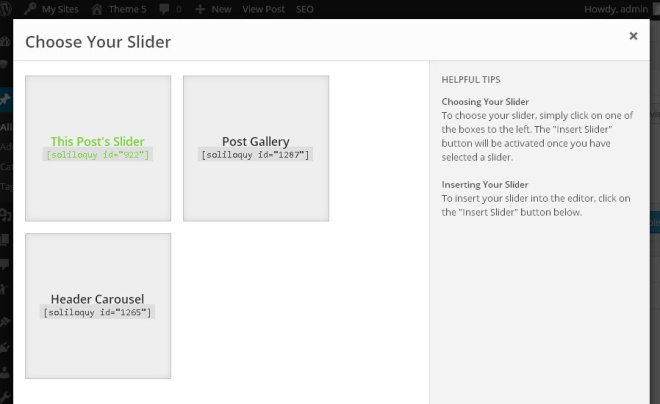 My Sites Theme 5 0 New View Post SEO Howdy, admin
Choose Your Slider
×
This Post's Slider
[soliloquy id="922"]
Post Gallery
[soliloquy id="1287"]
Header Carousel
[soliloquy id="1265"]
HELPFUL TIPS
Choosing Your Slider
To choose your slider, simply click on one of
the boxes to the left. The "Insert Slider"
button will be activated once you have
selected a slider.
Inserting Your Slider
To insert your slider into the editor, click on
the "Insert Slider" button below.
All